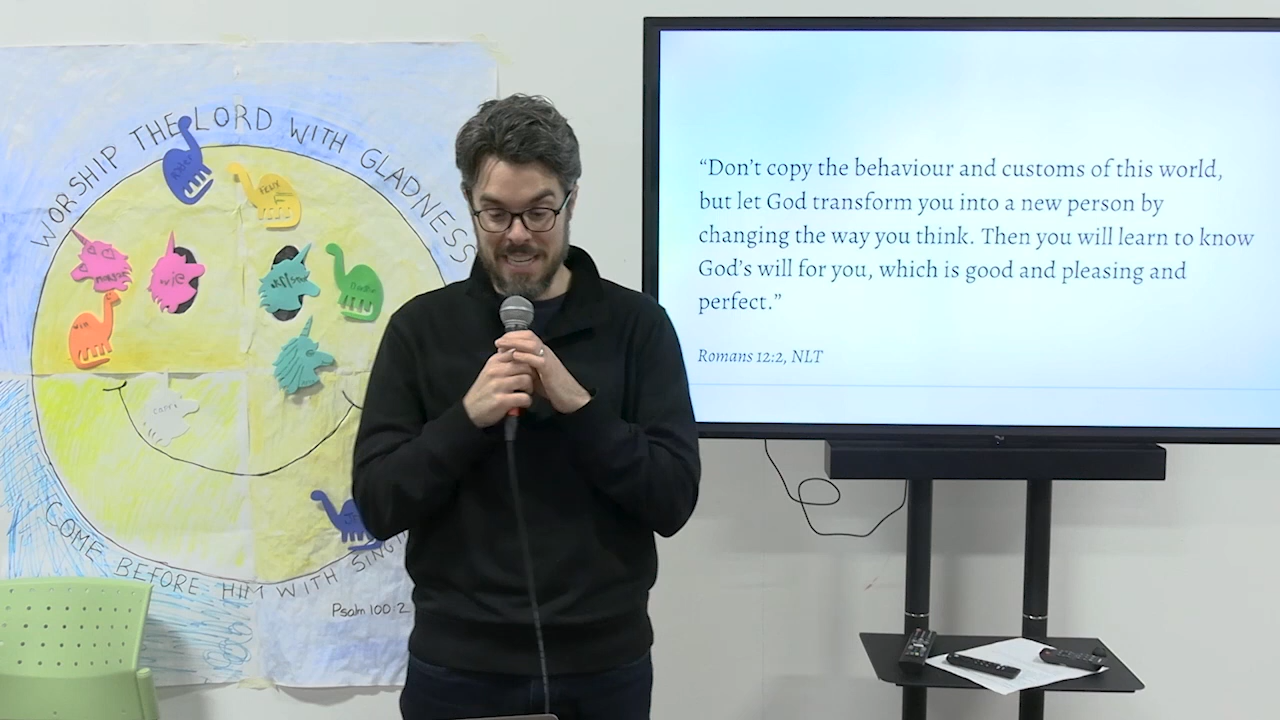 WORSHIP THE LORD WITH GLADNESS
FELIX
COME BEFORE HIM WITH
Psalm 100:2
“Don’t copy the behaviour and customs of this world,
but let God transform you into a new person by
changing the way you think. Then you will learn to know
God’s will for you, which is good and pleasing and
perfect.”
Romans 12:2, NLT